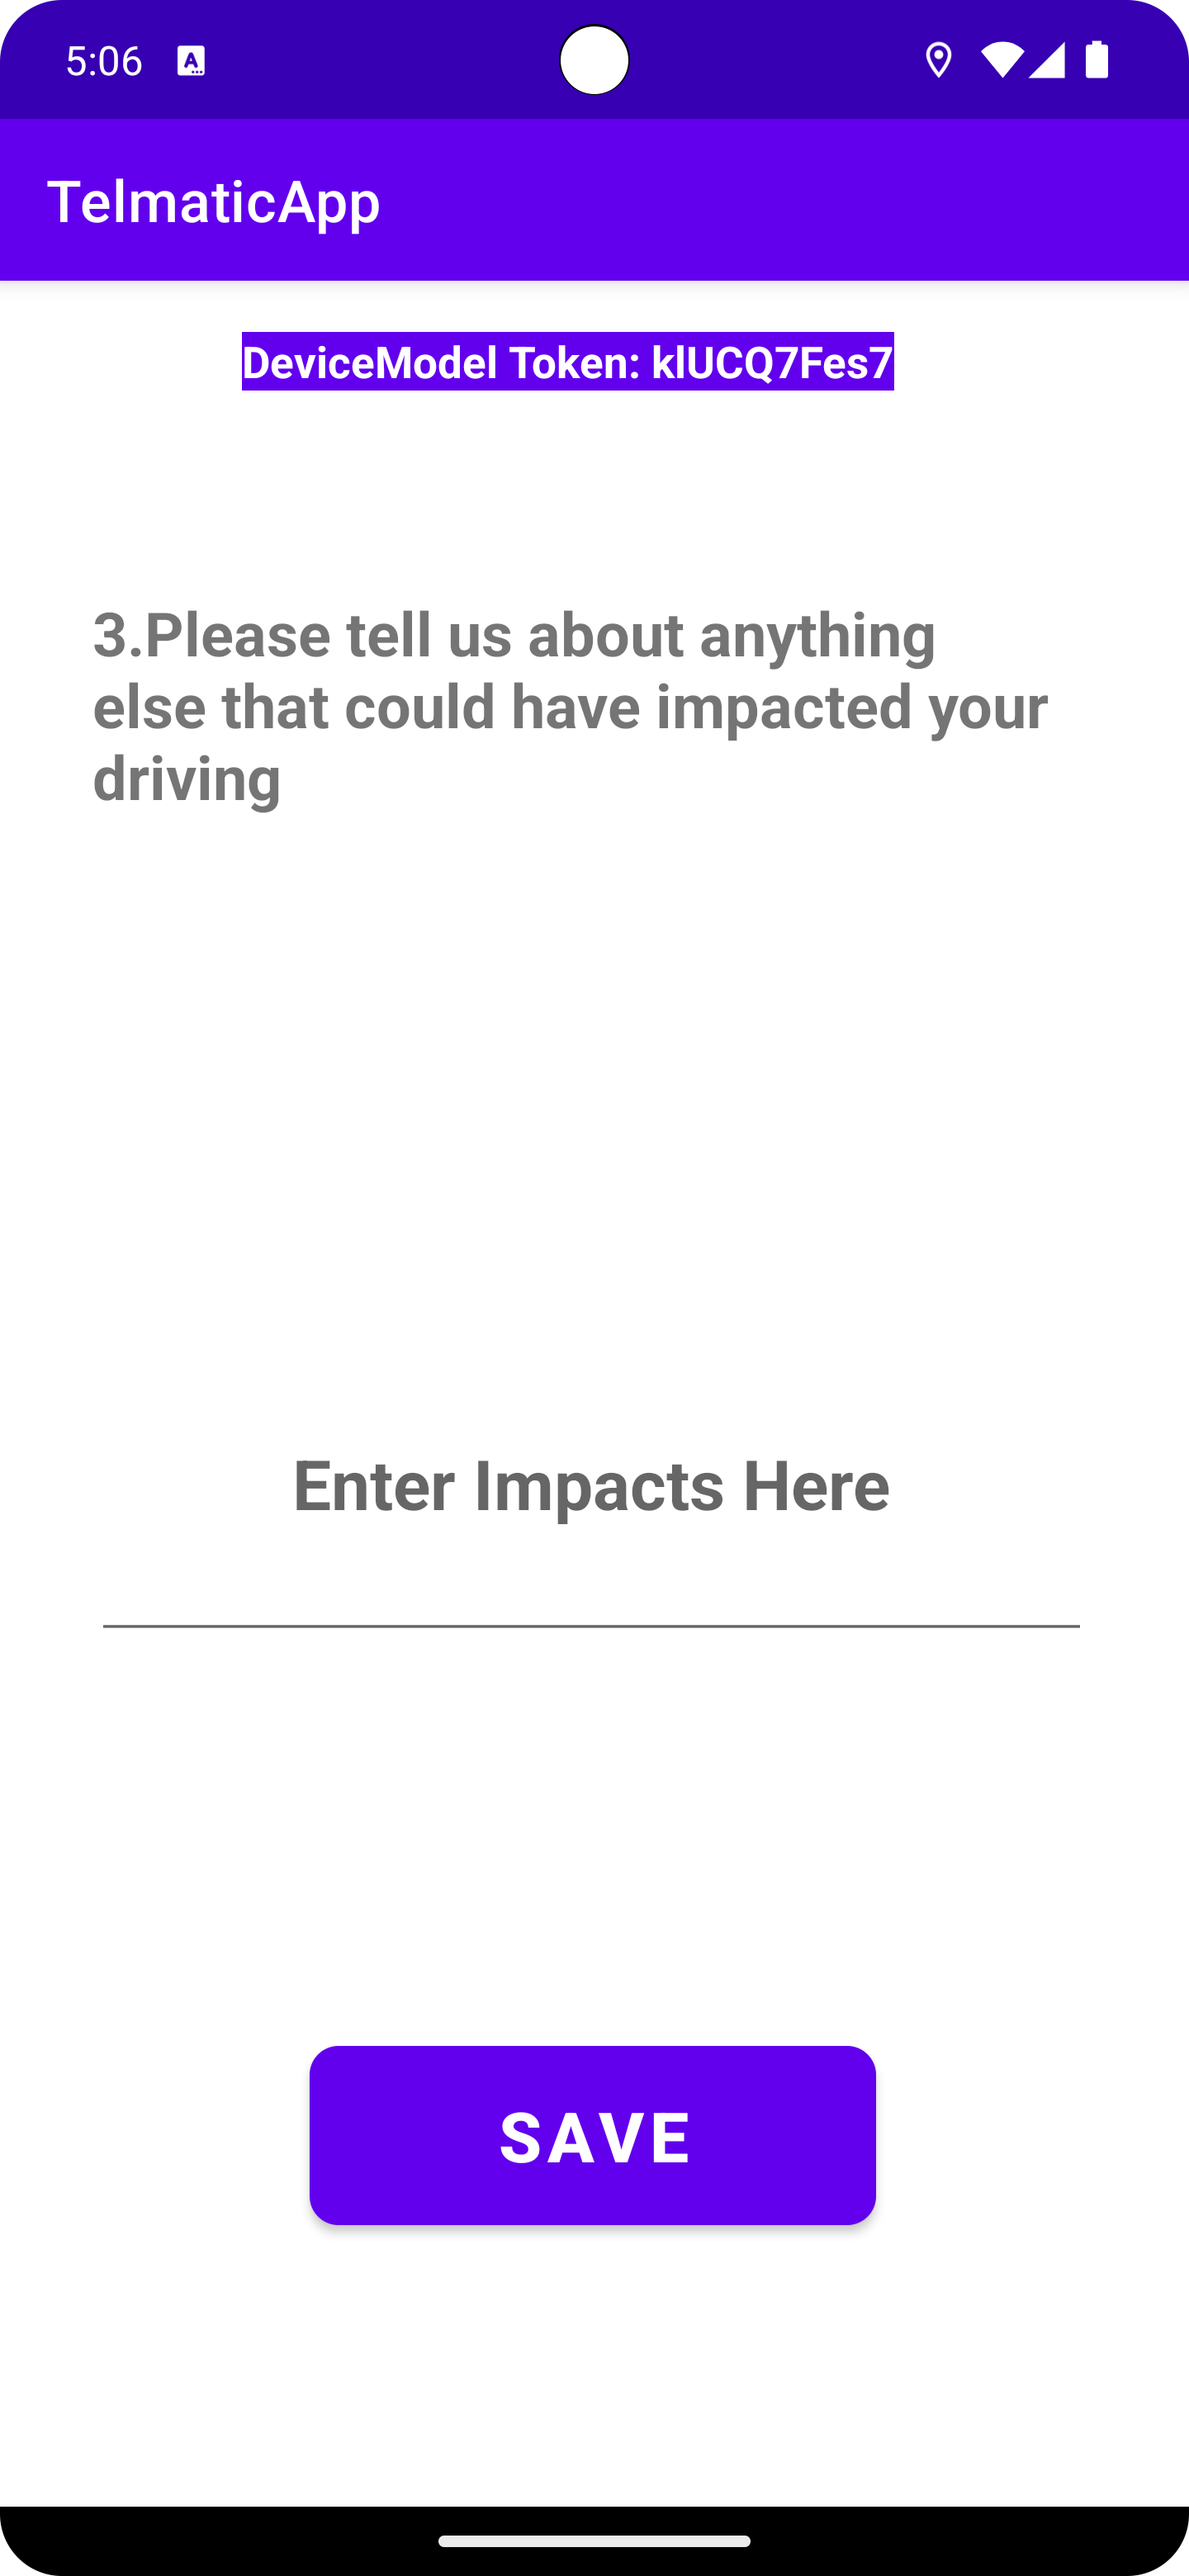 5:06
TelmaticApp
DeviceModel Token: klUCQ7Fes7
3.Please tell us about anything
else that could have impacted your
driving
Enter Impacts Here
SAVE